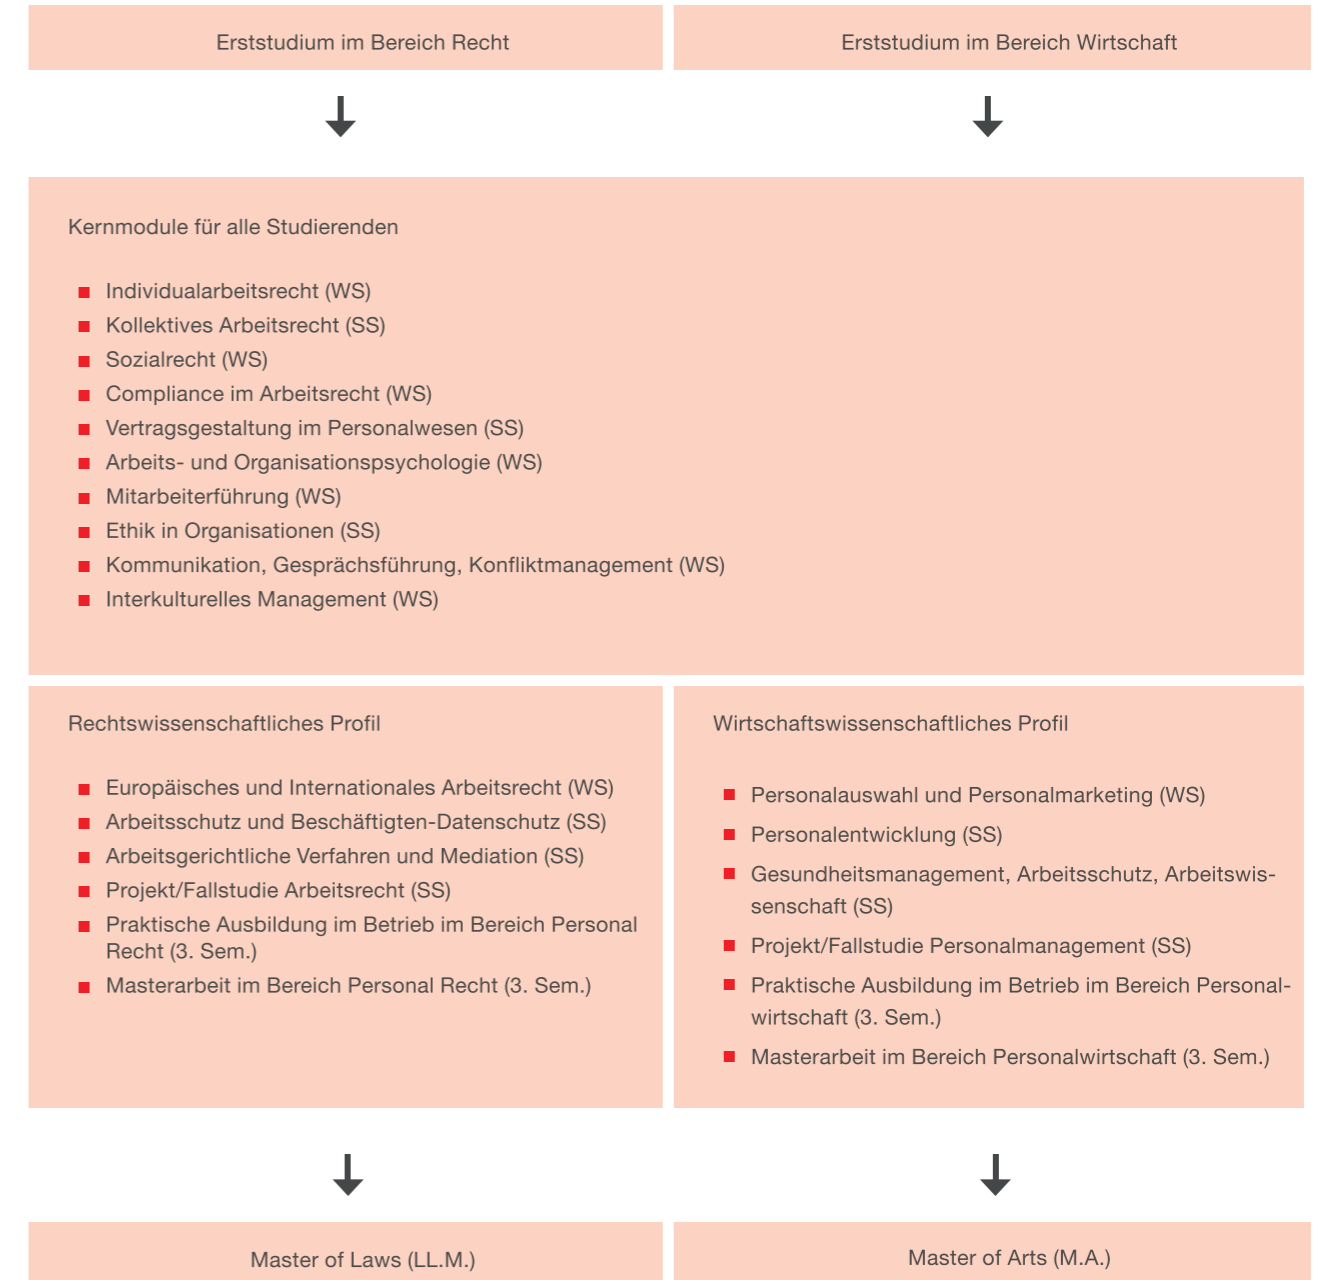 Erststudium im Bereich Recht
Erststudium im Bereich Wirtschaft
Kernmodule für alle Studierenden
Individualarbeitsrecht (WS)
Kollektives Arbeitsrecht (SS)
Sozialrecht (WS)
Compliance im Arbeitsrecht (WS)
Vertragsgestaltung im Personalwesen (SS)
Arbeits- und Organisationspsychologie (WS)
Mitarbeiterführung (WS)
Ethik in Organisationen (SS)
Kommunikation, Gesprächsführung, Konfliktmanagement (WS)
Interkulturelles Management (WS)
Rechtswissenschaftliches Profil
Europäisches und Internationales Arbeitsrecht (WS)
Arbeitsschutz und Beschäftigten-Datenschutz (SS)
Arbeitsgerichtliche Verfahren und Mediation (SS)
Projekt/Fallstudie Arbeitsrecht (SS)
Praktische Ausbildung im Betrieb im Bereich Personal
Recht (3. Sem.)
Masterarbeit im Bereich Personal Recht (3. Sem.)
Wirtschaftswissenschaftliches Profil
Personalauswahl und Personalmarketing (WS)
Personalentwicklung (SS)
Gesundheitsmanagement, Arbeitsschutz, Arbeitswis-
senschaft (SS)
Projekt/Fallstudie Personalmanagement (SS)
Praktische Ausbildung im Betrieb im Bereich Personal-
wirtschaft (3. Sem.)
Masterarbeit im Bereich Personalwirtschaft (3. Sem.)
Master of Laws (LL.M.)
Master of Arts (M.A.)